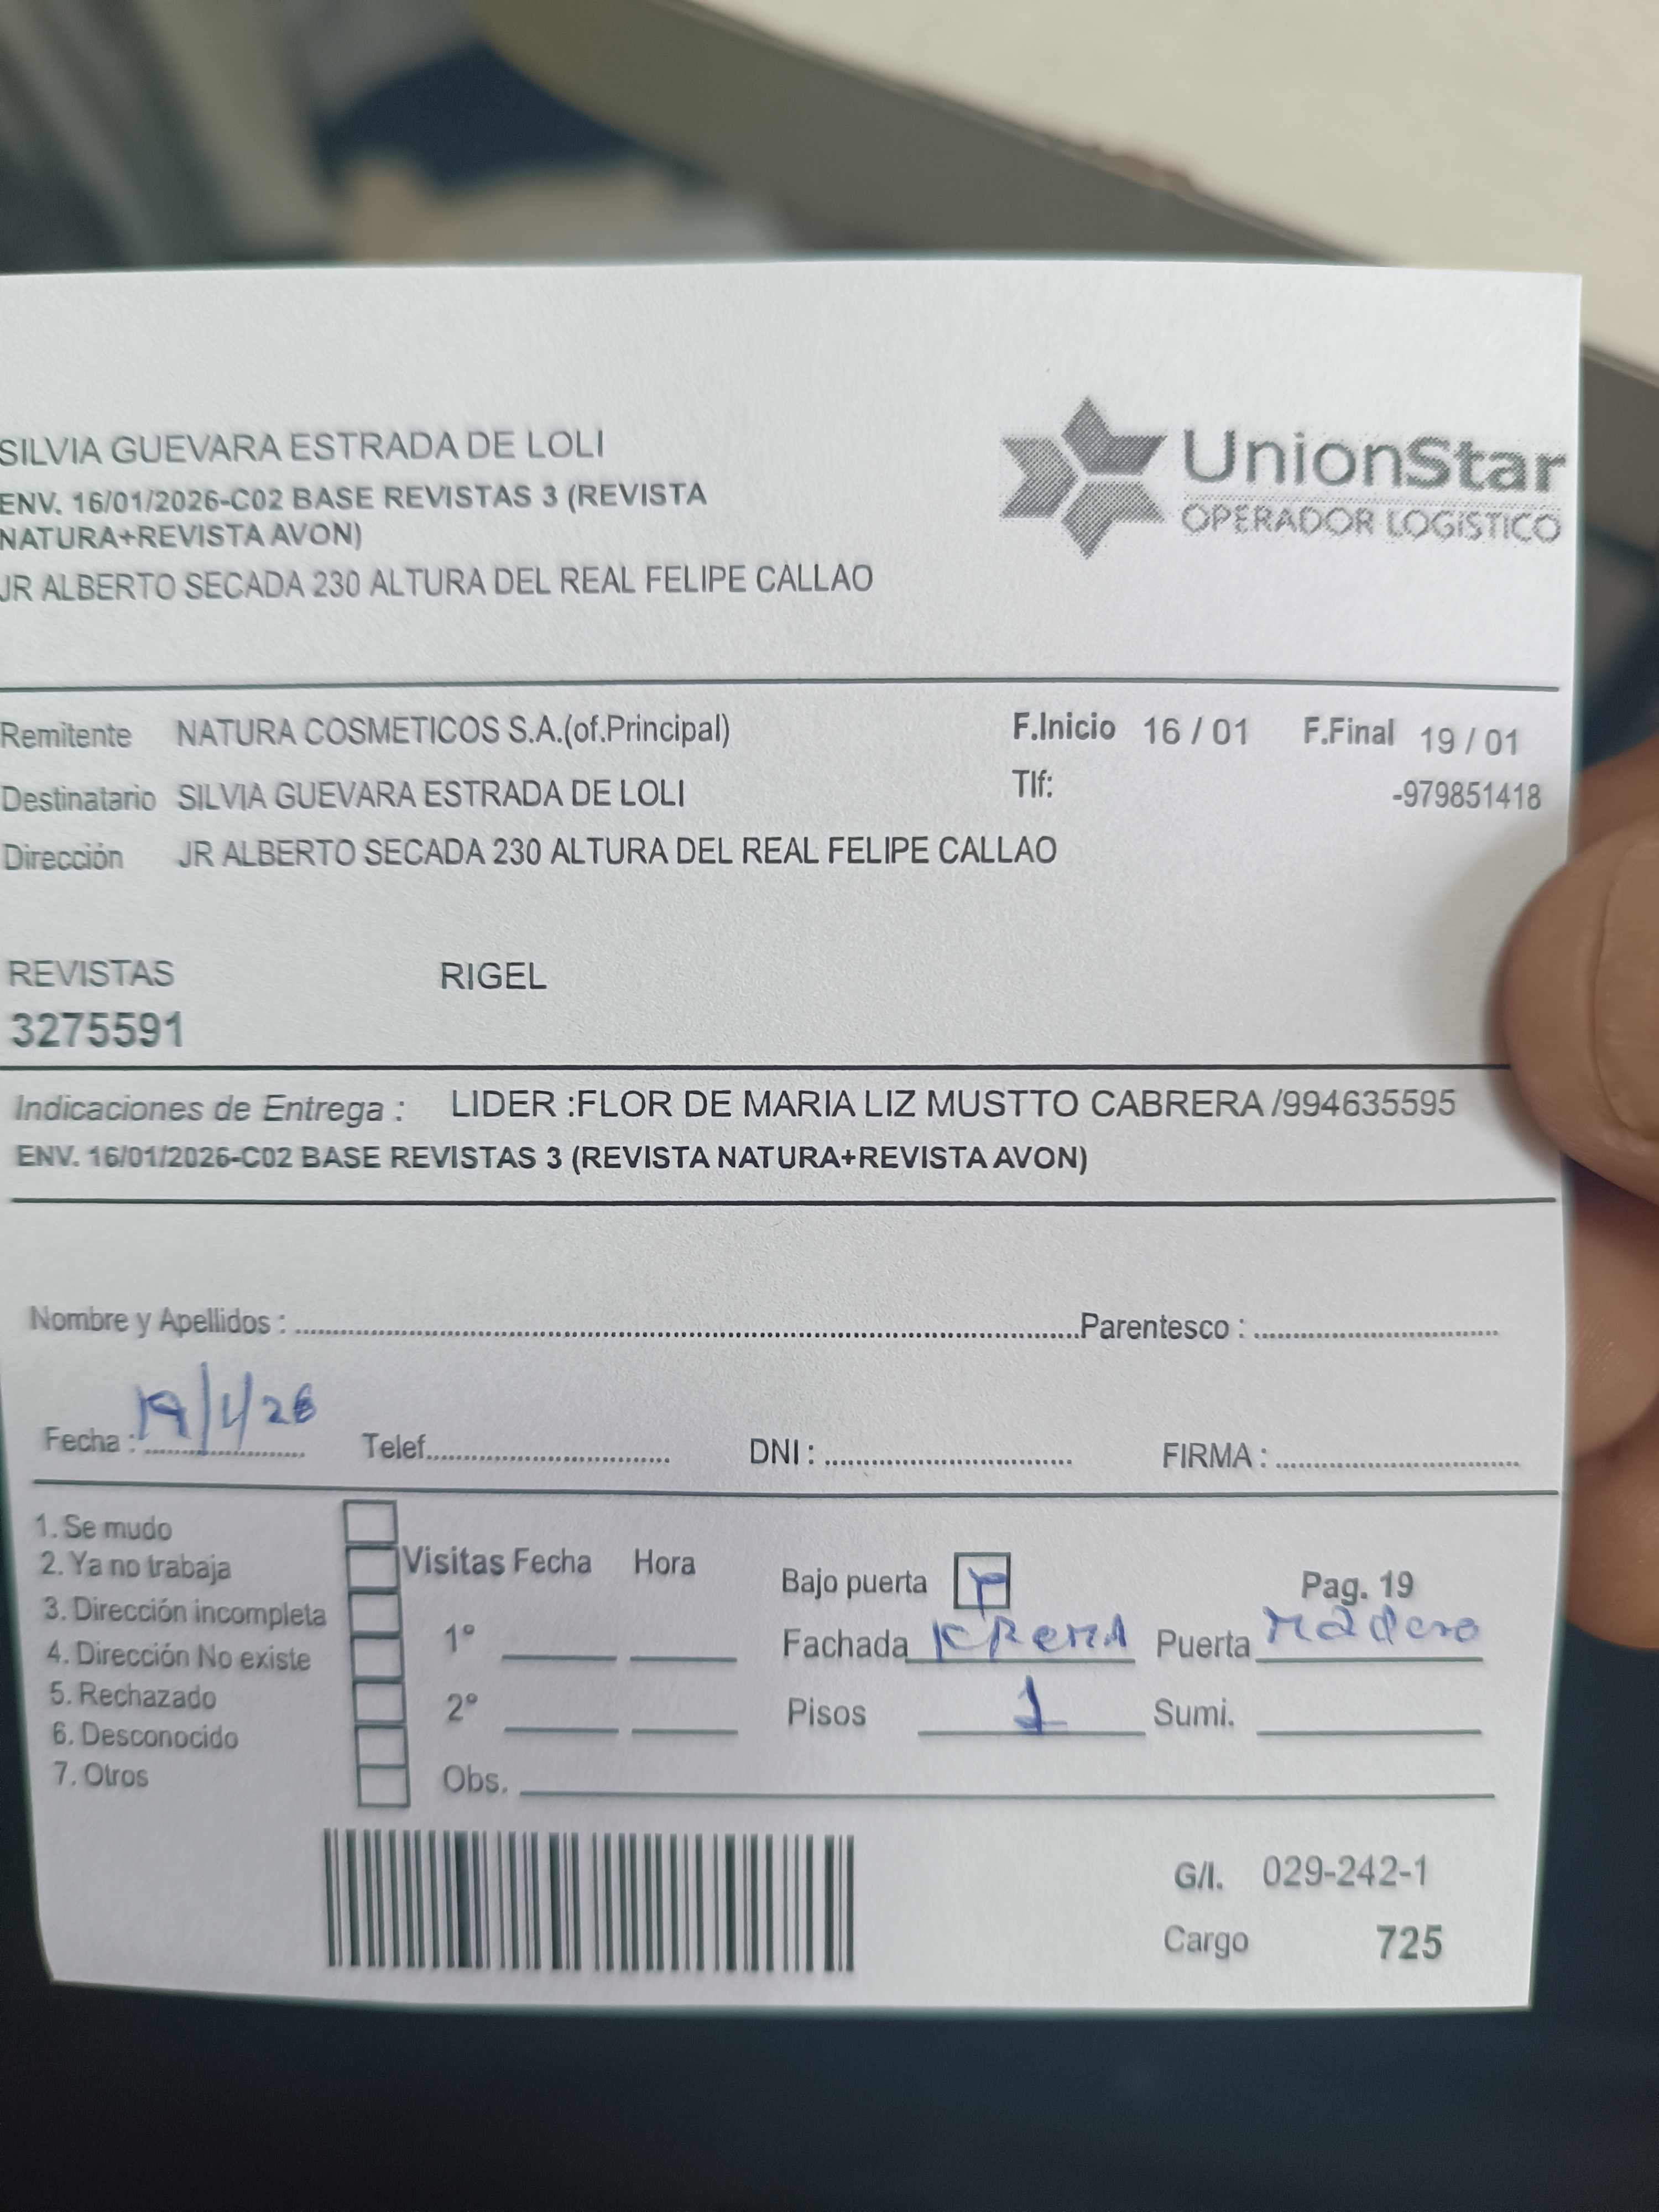 SILVIA GUEVARA ESTRADA DE LOLI
ENV. 16/01/2026-C02 BASE REVISTAS 3 (REVISTA
NATURA+REVISTA AVON)
JR ALBERTO SECADA 230 ALTURA DEL REAL FELIPE CALLAO
UnionStar
OPERADOR LOGÍSTICO
Remitente NATURA COSMETICOS S.A.(of.Principal) F.Inicio 16 / 01 F.Final 19 / 01
Destinatario SILVIA GUEVARA ESTRADA DE LOLI Tlf: -979851418
Dirección JR ALBERTO SECADA 230 ALTURA DEL REAL FELIPE CALLAO
REVISTAS RIGEL
3275591
Indicaciones de Entrega : LIDER :FLOR DE MARIA LIZ MUSTTO CABRERA /994635595
ENV. 16/01/2026-C02 BASE REVISTAS 3 (REVISTA NATURA+REVISTA AVON)
Nombre y Apellidos : Parentesco :
Fecha : 19/1/26 Telef. DNI : FIRMA :
1. Se mudo
2. Ya no trabaja
3. Dirección incompleta
4. Dirección No existe
5. Rechazado
6. Desconocido
7. Otros
Visitas Fecha Hora
1º
2º
Obs.
Bajo puerta Pag. 19
Fachada KREMA Puerta Madero
Pisos 1 Sumi.
G/I. 029-242-1
Cargo 725